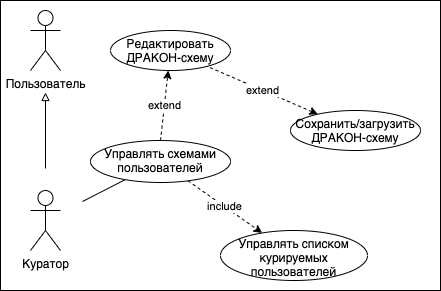 Редактировать
ДРАКОН-схему
Пользователь
extend
extend
Сохранить/загрузить
ДРАКОН-схему
Управлять схемами
пользователей
include
Куратор
Управлять списком
курируемых
пользователей